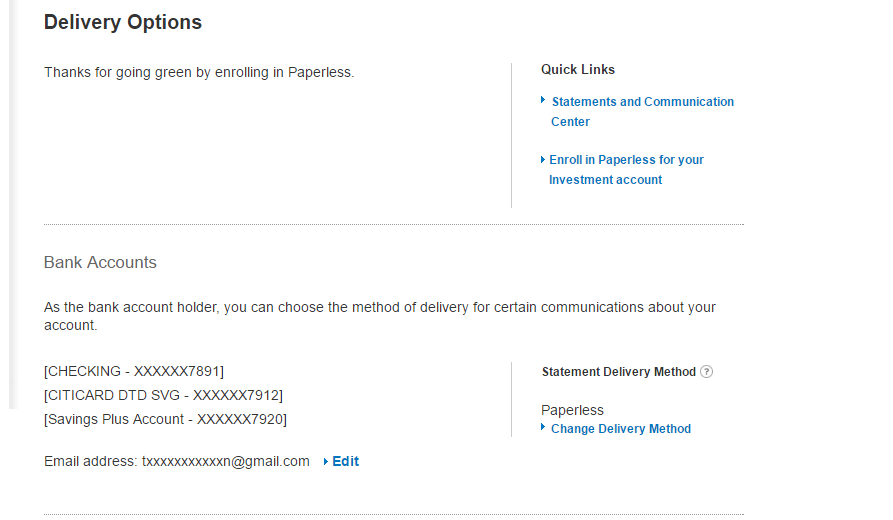 Delivery Options
Thanks for going green by enrolling in Paperless.
Quick Links
Statements and Communication
Center
Enroll in Paperless for your
Investment account
Bank Accounts
As the bank account holder, you can choose the method of delivery for certain communications about your
account.
[CHECKING - XXXXXX7891]
[CITICARD DTD SVG - XXXXXX7912]
[Savings Plus Account - XXXXXX7920]
Statement Delivery Method ?
Paperless
Change Delivery Method
Email address: txxxxxxxxxxxn@gmail.com Edit